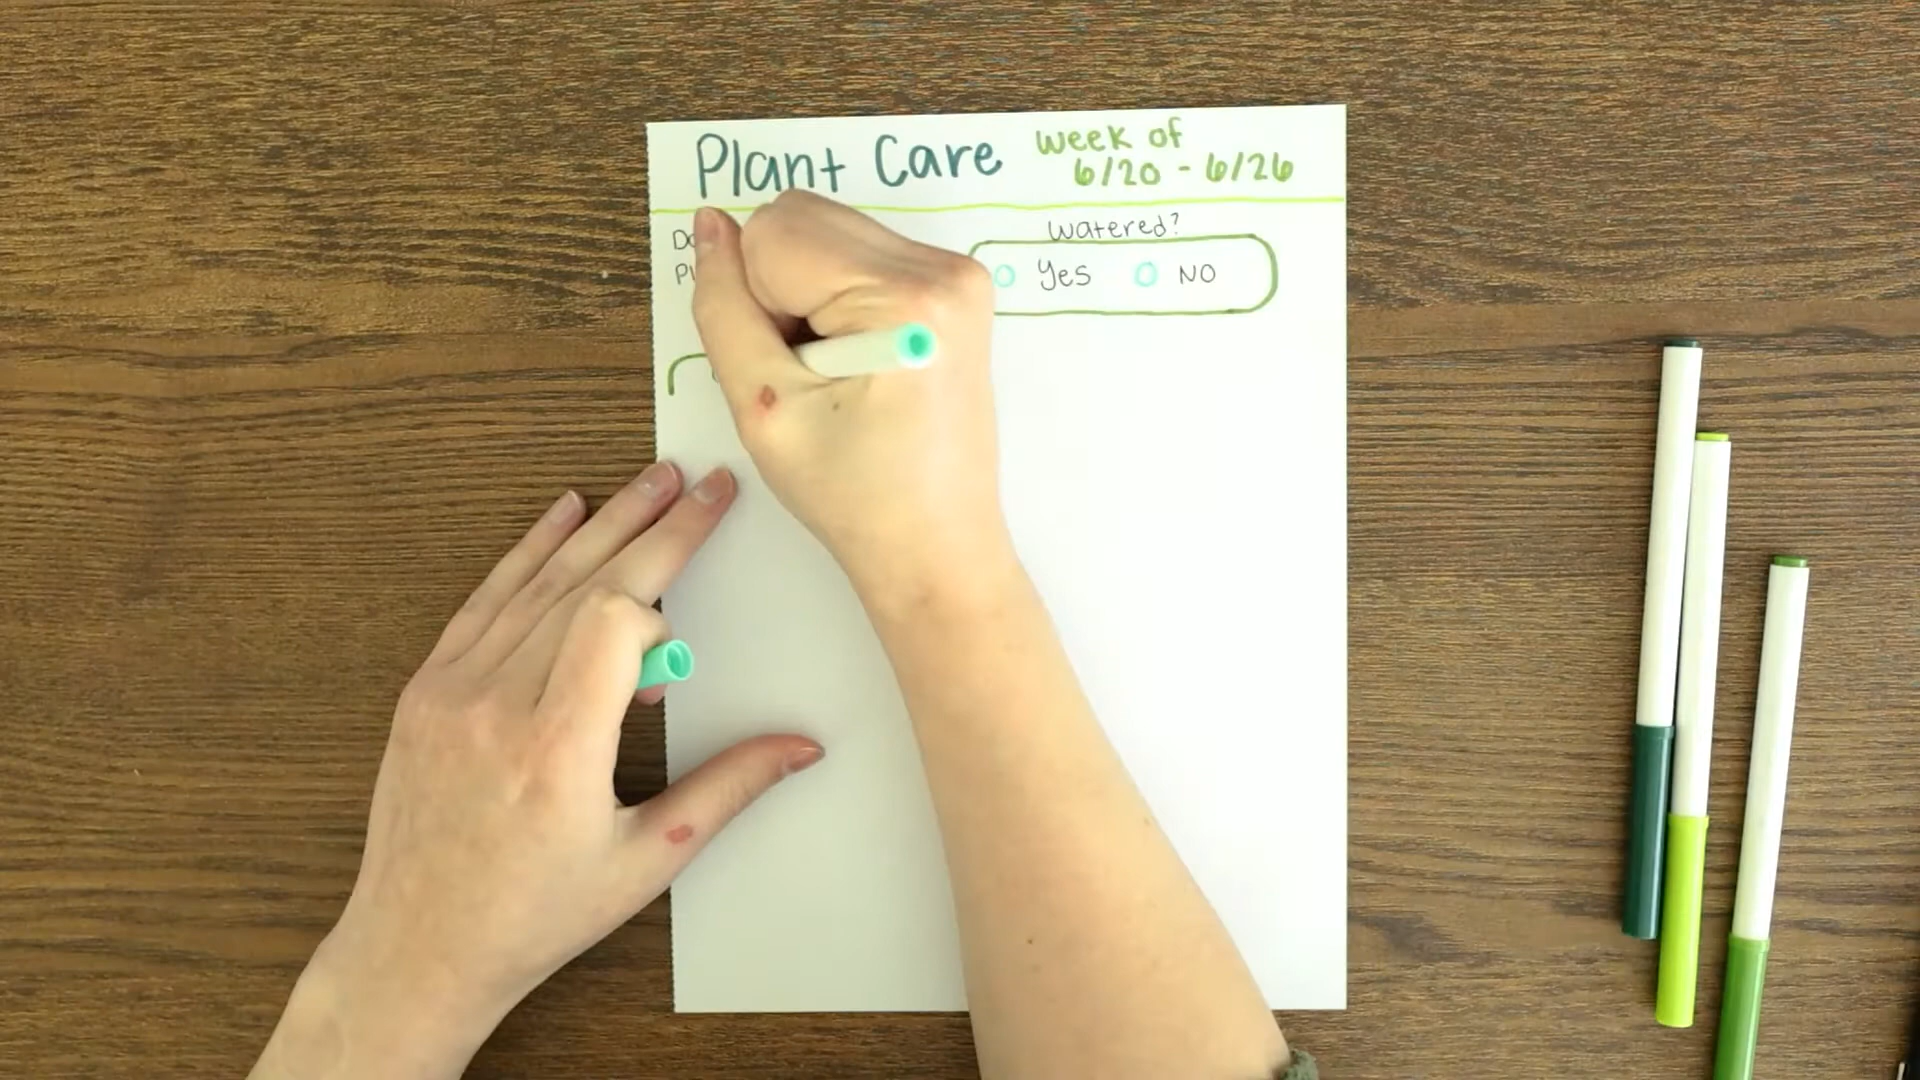 Plant Care
week of
6/20 - 6/26
watered?
Yes NO